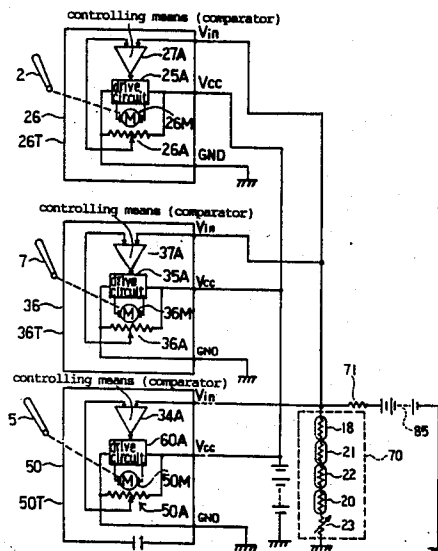 controlling means (comparator)
Vin
27A
25A
drive circuit
Vcc
2
M
26M
26
26T
26A
GND
controlling means (comparator)
Vin
37A
7
35A
drive circuit
Vcc
36
M
36M
36T
36A
GND
controlling means (comparator)
Vin
71
5
34A
85
18
60A
drive circuit
Vcc
21
70
50
M
50M
22
50T
50A
20
GND
23